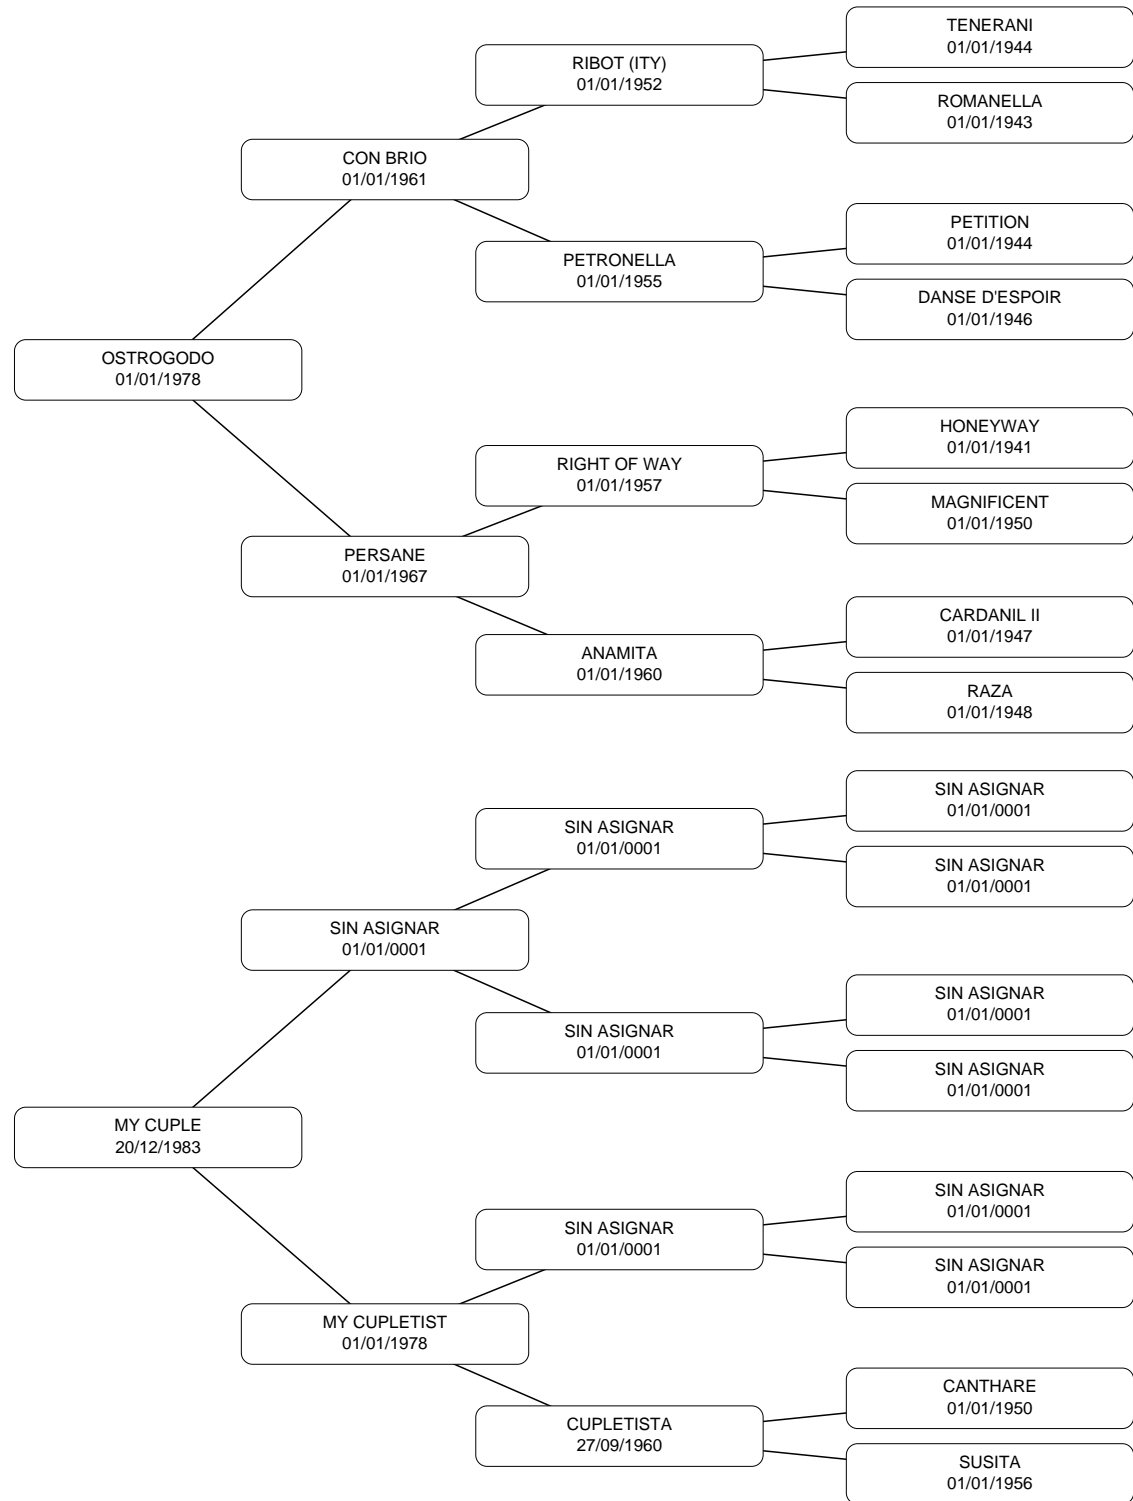 TENERANI
01/01/1944
RIBOT (ITY)
01/01/1952
ROMANELLA
01/01/1943
CON BRIO
01/01/1961
PETITION
01/01/1944
PETRONELLA
01/01/1955
DANSE D'ESPOIR
01/01/1946
OSTROGODO
01/01/1978
HONEYWAY
01/01/1941
RIGHT OF WAY
01/01/1957
MAGNIFICENT
01/01/1950
PERSANE
01/01/1967
CARDANIL II
01/01/1947
ANAMITA
01/01/1960
RAZA
01/01/1948
SIN ASIGNAR
01/01/0001
SIN ASIGNAR
01/01/0001
SIN ASIGNAR
01/01/0001
SIN ASIGNAR
01/01/0001
SIN ASIGNAR
01/01/0001
SIN ASIGNAR
01/01/0001
SIN ASIGNAR
01/01/0001
MY CUPLE
20/12/1983
SIN ASIGNAR
01/01/0001
SIN ASIGNAR
01/01/0001
SIN ASIGNAR
01/01/0001
MY CUPLETIST
01/01/1978
CANTHARE
01/01/1950
CUPLETISTA
27/09/1960
SUSITA
01/01/1956